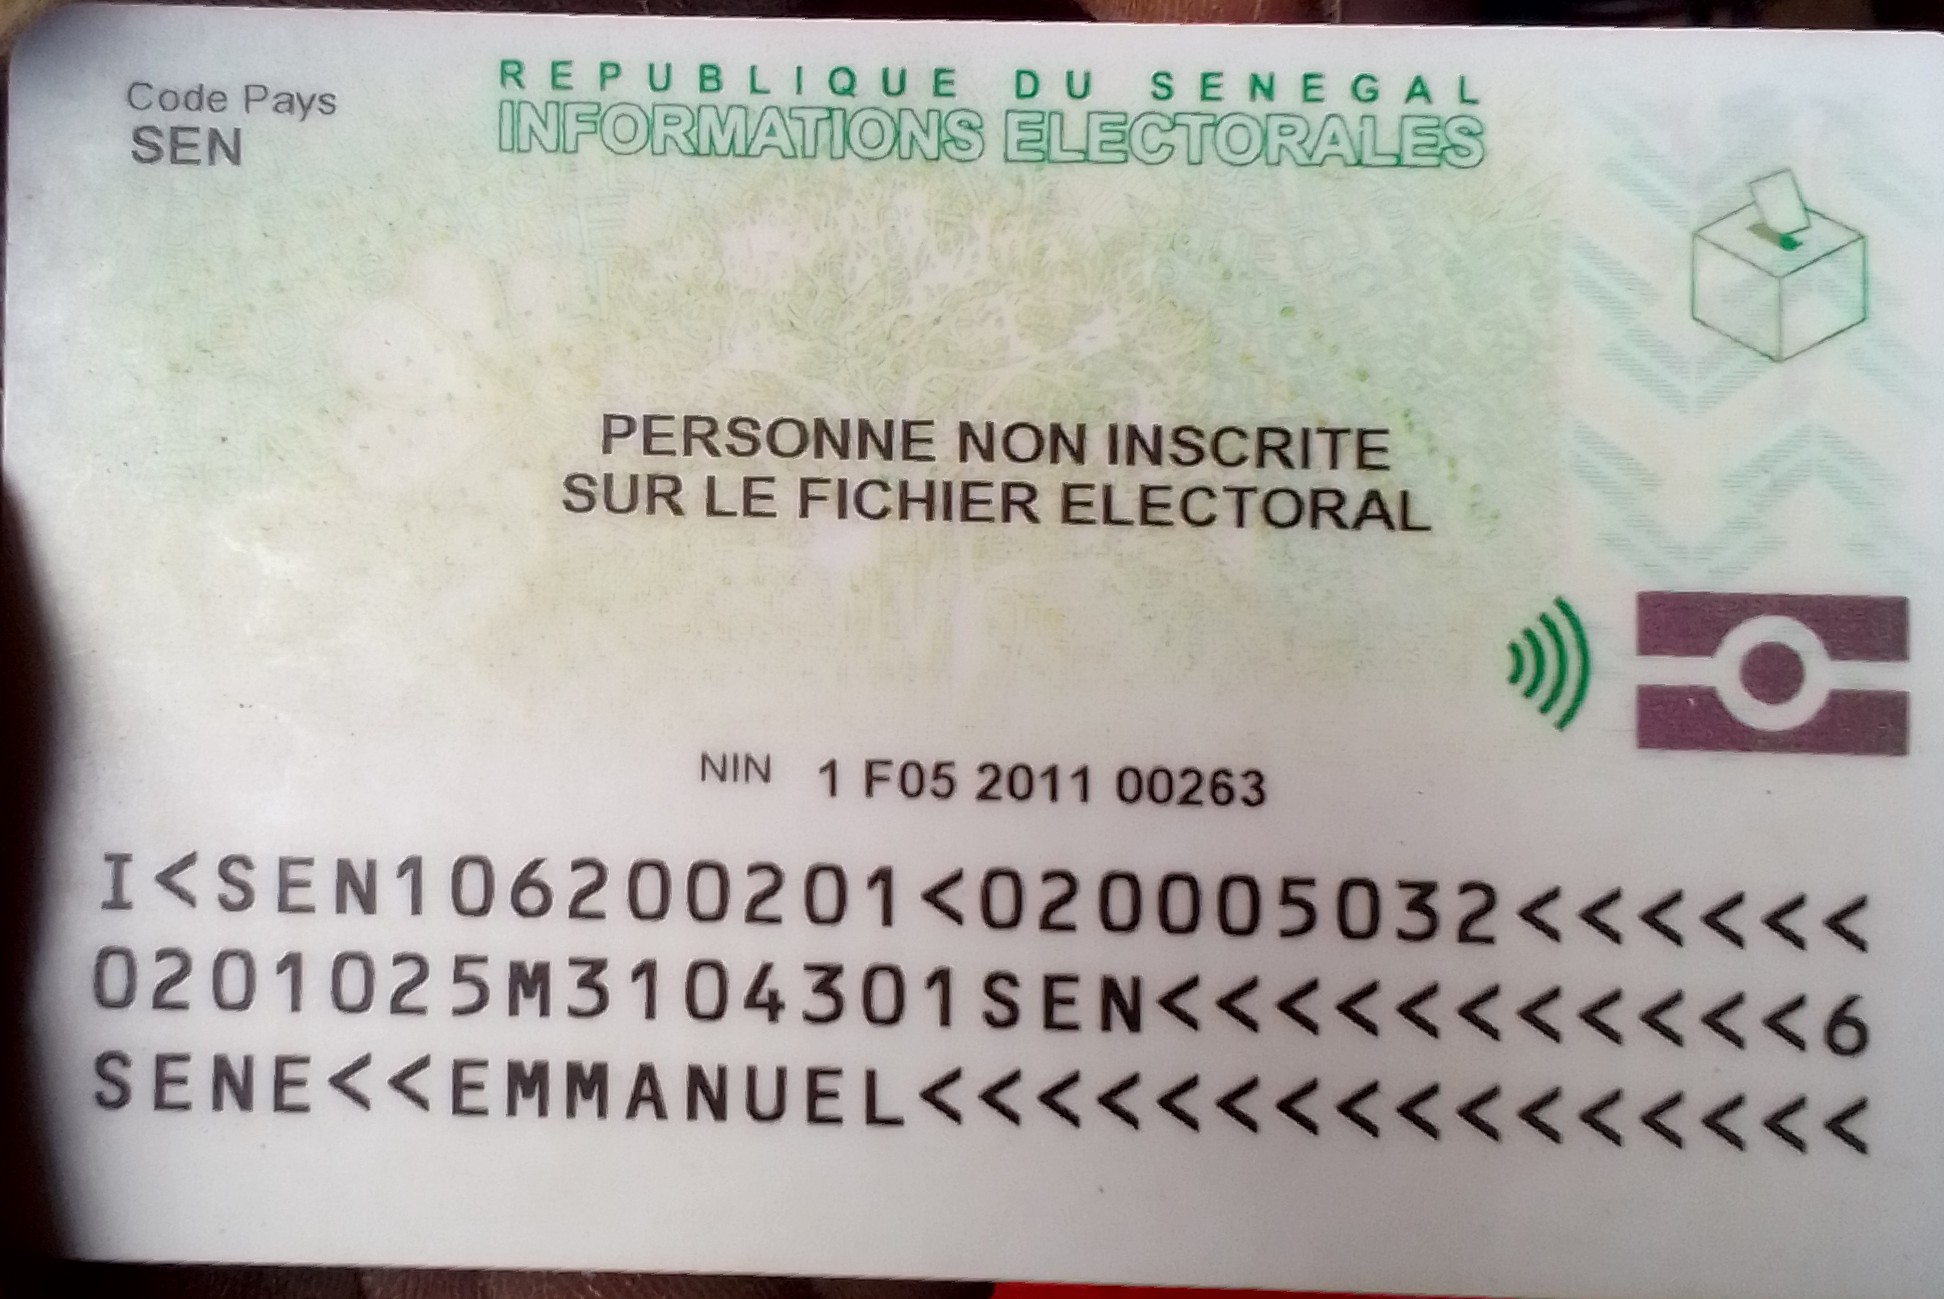 Code Pays
SEN
REPUBLIQUE DU SENEGAL
INFORMATIONS ELECTORALES
PERSONNE NON INSCRITE
SUR LE FICHIER ELECTORAL
NIN 1 F05 2011 00263
I<SEN106200201<020005032<<<<<<
0201025M3104301SEN<<<<<<<<<<<6
SENE<<EMMANUEL<<<<<<<<<<<<<<<<